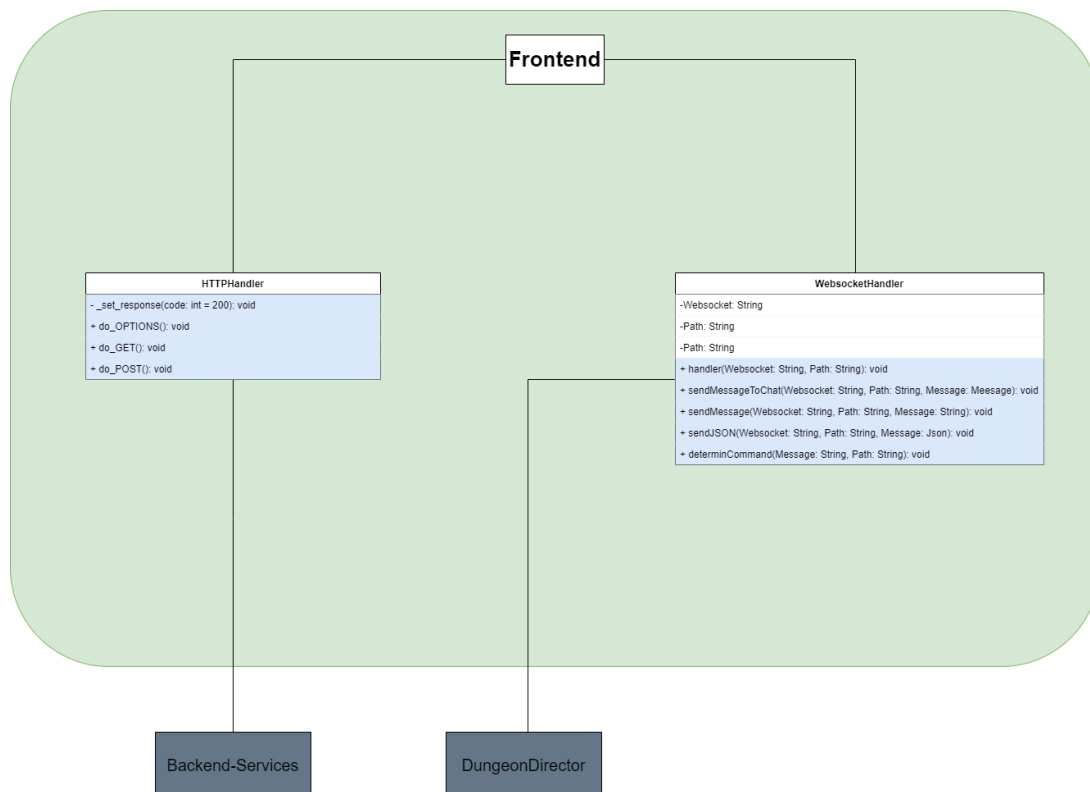 Frontend
HTTPHandler
- _set_response(code: int = 200): void
+ do_OPTIONS(): void
+ do_GET(): void
+ do_POST(): void
WebsocketHandler
-Websocket: String
-Path: String
-Path: String
+ handler(Websocket: String, Path: String): void
+ sendMessageToChat(Websocket: String, Path: String, Message: Meesage): void
+ sendMessage(Websocket: String, Path: String, Message: String): void
+ sendJSON(Websocket: String, Path: String, Message: Json): void
+ determinCommand(Message: String, Path: String): void
Backend-Services
DungeonDirector